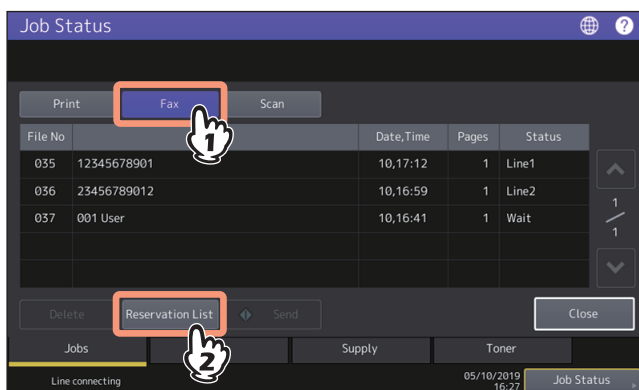 Job Status
?
Print Fax Scan
1
File No Date,Time Pages Status
035 12345678901 10,17:12 1 Line1
036 23456789012 10,16:59 1 Line2
037 001 User 10,16:41 1 Wait
1
1
Delete Reservation List Send Close
2
Jobs Supply Toner
Line connecting 05/10/2019 16:27 Job Status